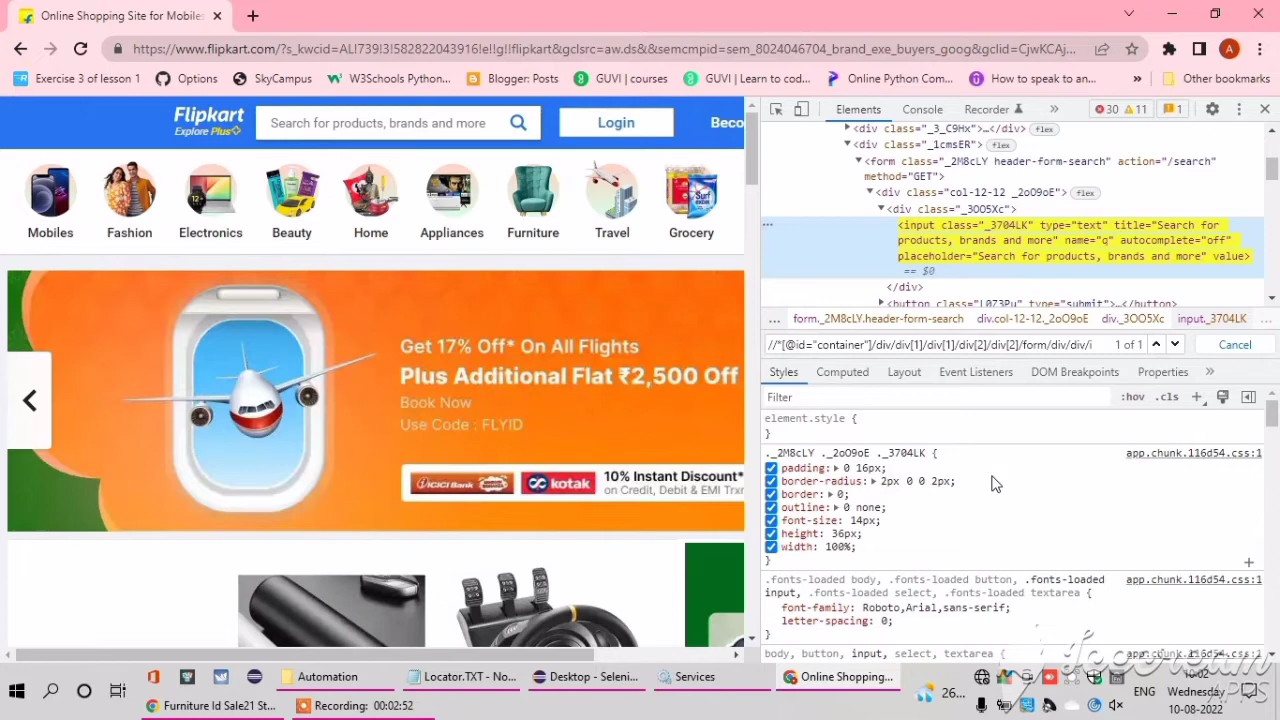 Online Shopping Site for Mobiles
https://www.flipkart.com/?s_kwcid=AL!739!3!582822043916!e!!g!!flipkart&gclsrc=aw.ds&&semcmpid=sem_8024046704_brand_exe_buyers_goog&gclid=CjwKCAj...
A
Exercise 3 of lesson 1
Options
SkyCampus
W3Schools Python...
Blogger: Posts
GUVI | courses
GUVI | Learn to cod...
Online Python Com...
How to speak to an...
»
Other bookmarks
Flipkart
Explore Plus
Search for products, brands and more
Login
Beco
Mobiles
Fashion
Electronics
Beauty
Home
Appliances
Furniture
Travel
Grocery
Get 17% Off* On All Flights
Plus Additional Flat ₹2,500 Off
Book Now
Use Code : FLYID
ICICI Bank
kotak
10% Instant Discount*
on Credit, Debit & EMI Trxn
Elements
Console
Recorder
»
30
11
1
<div class="_3_C9Hx">…</div>
flex
<div class="_1cmsER">
flex
<form class="_2M8cLY header-form-search" action="/search"
method="GET">
<div class="col-12-12 _2oO9oE">
flex
<div class="_3OO5Xc">
<input class="_3704LK" type="text" title="Search for
products, brands and more" name="q" autocomplete="off"
placeholder="Search for products, brands and more" value>
== $0
</div>
<button class="L0Z3Pu" type="submit">…</button>
... form._2M8cLY.header-form-search
div.col-12-12._2oO9oE
div._3OO5Xc
input._3704LK
...
//*[@id="container"]/div/div[1]/div[1]/div[2]/div[2]/form/div/div/i
1 of 1
Cancel
Styles
Computed
Layout
Event Listeners
DOM Breakpoints
Properties
»
Filter
:hov
.cls
element.style {
}
._2M8cLY ._2oO9oE ._3704LK {
app.chunk.116d54.css:1
padding: 0 16px;
border-radius: 2px 0 0 2px;
border: 0;
outline: 0 none;
font-size: 14px;
height: 36px;
width: 100%;
}
.fonts-loaded body, .fonts-loaded button, .fonts-loaded
app.chunk.116d54.css:1
input, .fonts-loaded select, .fonts-loaded textarea {
font-family: Roboto,Arial,sans-serif;
letter-spacing: 0;
}
body, button, input, select, textarea {
app.chunk.116d54.css:1
Icecream
APPS
Automation
Locator.TXT - No...
Desktop - Seleni...
Services
Online Shopping...
26...
ENG
10:02
Wednesday
10-08-2022
Furniture Id Sale21 St...
Recording: 00:02:52